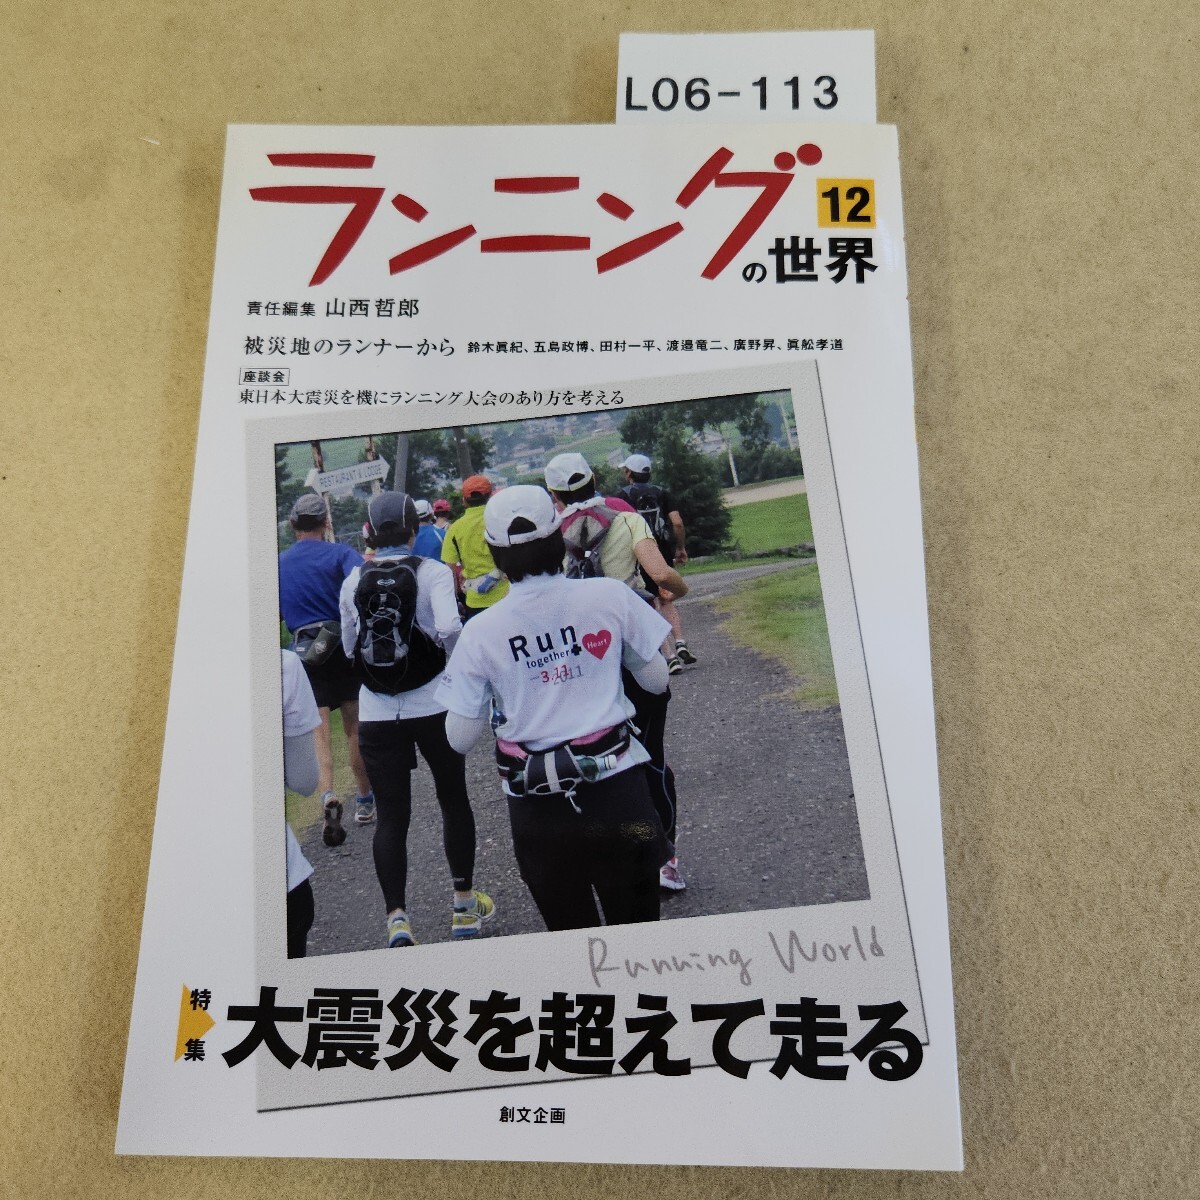 L06-113
ランニングの世界 12
責任編集 山西哲郎
被災地のランナーから 鈴木眞紀、五島政博、田村一平、渡邉竜二、廣野昇、眞舩孝道
座談会
東日本大震災を機にランニング大会のあり方を考える
RESTAURANT & LODGE
Run
together + Heart
-3.11
2011
Running World
特集 大震災を超えて走る
創文企画